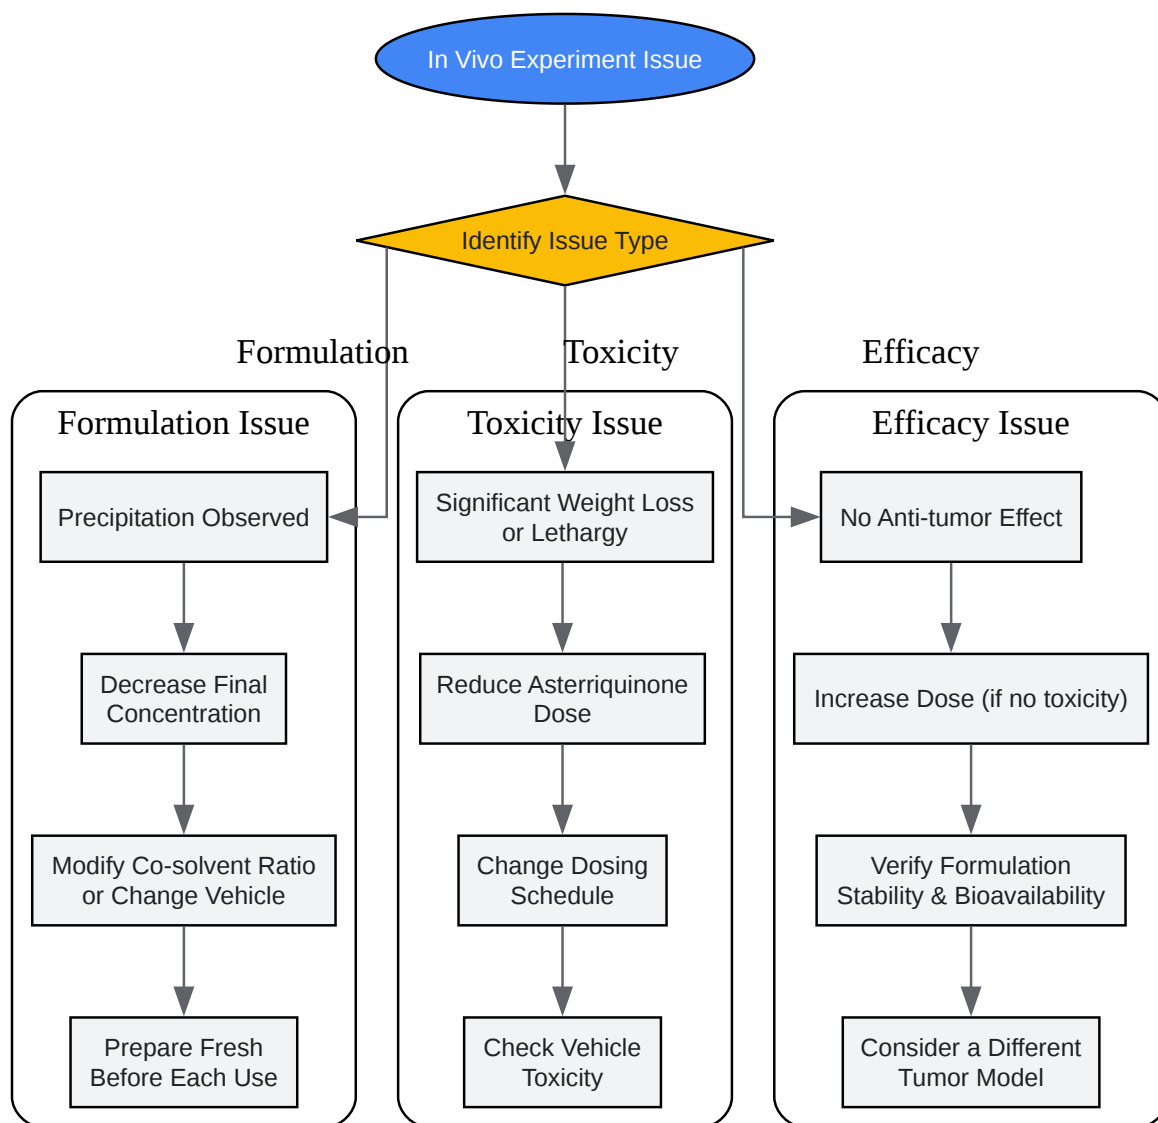 In Vivo Experiment Issue
Identify Issue Type
Formulation
Toxicity
Efficacy
Formulation Issue
Precipitation Observed
Decrease Final
Concentration
Modify Co-solvent Ratio
or Change Vehicle
Prepare Fresh
Before Each Use
Toxicity Issue
Significant Weight Loss
or Lethargy
Reduce Asterriquinone
Dose
Change Dosing
Schedule
Check Vehicle
Toxicity
Efficacy Issue
No Anti-tumor Effect
Increase Dose (if no toxicity)
Verify Formulation
Stability & Bioavailability
Consider a Different
Tumor Model